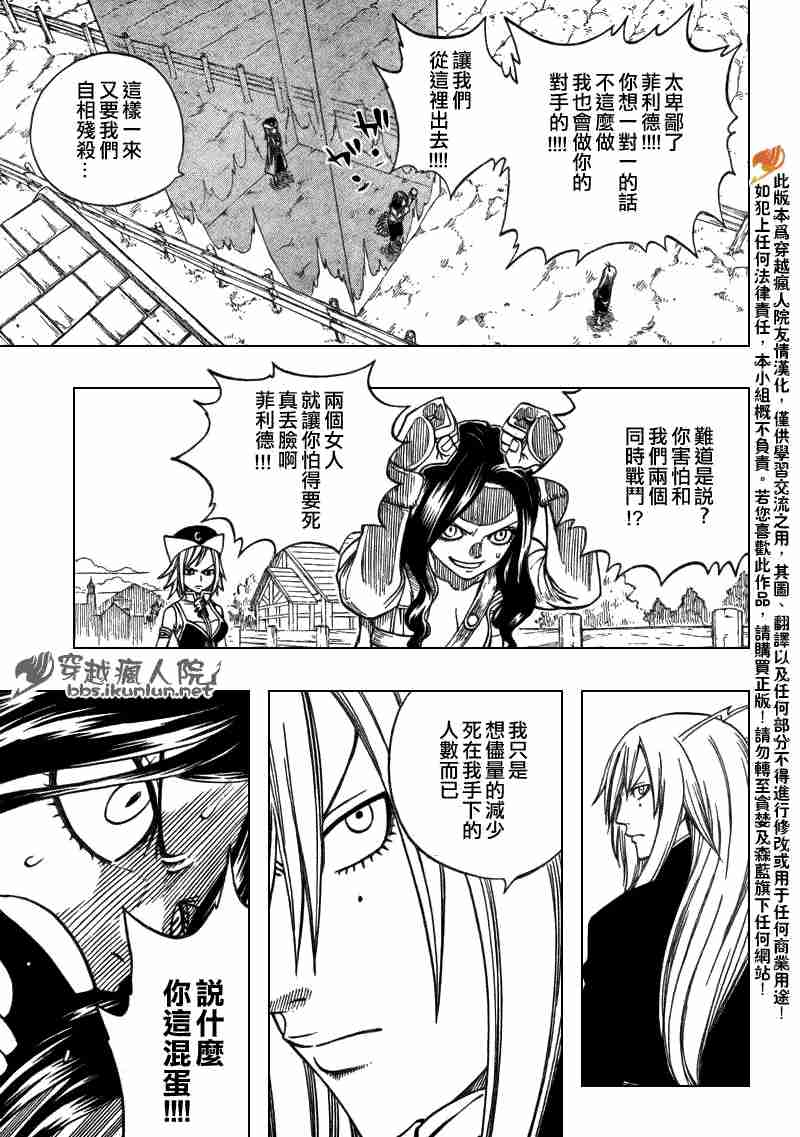 太卑鄙了
菲利德!!!!
你想一對一的話
不這麼做
我也會做你的
對手的!!!!
讓我們
從這裡出去!!!!
這樣一來
又要我們
自相殘殺…
難道是說?
你害怕和
我們兩個
同時戰鬥!?
兩個女人
就讓你怕得要死
真丟臉啊
菲利德!!!
我只是
想儘量的減少
死在我手下的
人數而已
說什麼
你這混蛋!!!!
穿越瘋人院
bbs.ikunlun.net
此版本爲穿越瘋人院友情漢化,僅供學習交流之用,其圖、翻譯以及任何部分不得進行修改或用于任何商業用途!
如犯上任何法律責任,本小組概不負責。若您喜歡此作品,請購買正版!請勿轉至貪婪及森藍旗下任何網站!